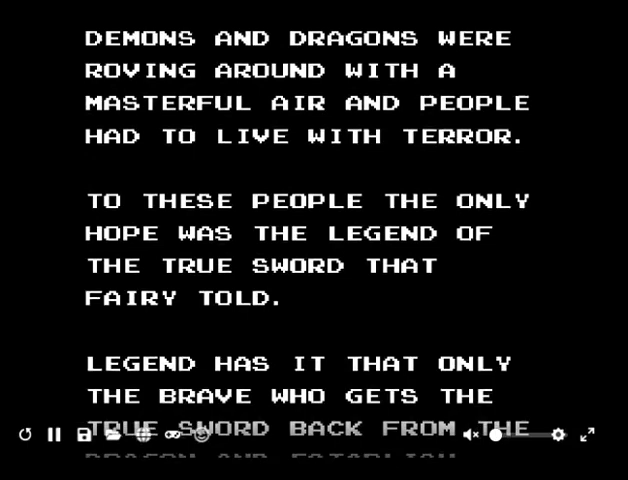 DEMONS AND DRAGONS WERE
ROVING AROUND WITH A
MASTERFUL AIR AND PEOPLE
HAD TO LIVE WITH TERROR.
TO THESE PEOPLE THE ONLY
HOPE WAS THE LEGEND OF
THE TRUE SWORD THAT
FAIRY TOLD.
LEGEND HAS IT THAT ONLY
THE BRAVE WHO GETS THE
TRUE SWORD BACK FROM THE
DRAGON AND